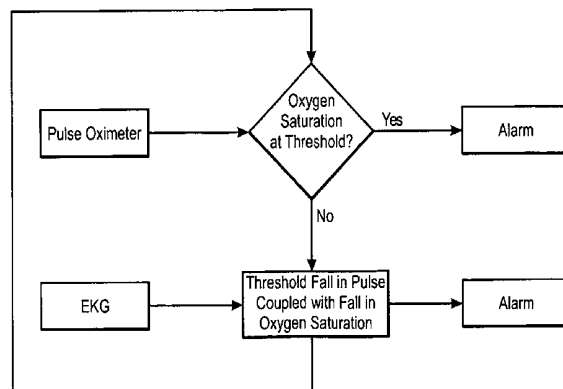 Oxygen
Saturation
at Threshold?
Pulse Oximeter
Yes
Alarm
No
Threshold Fall in Pulse
Coupled with Fall in
Oxygen Saturation
EKG
Alarm